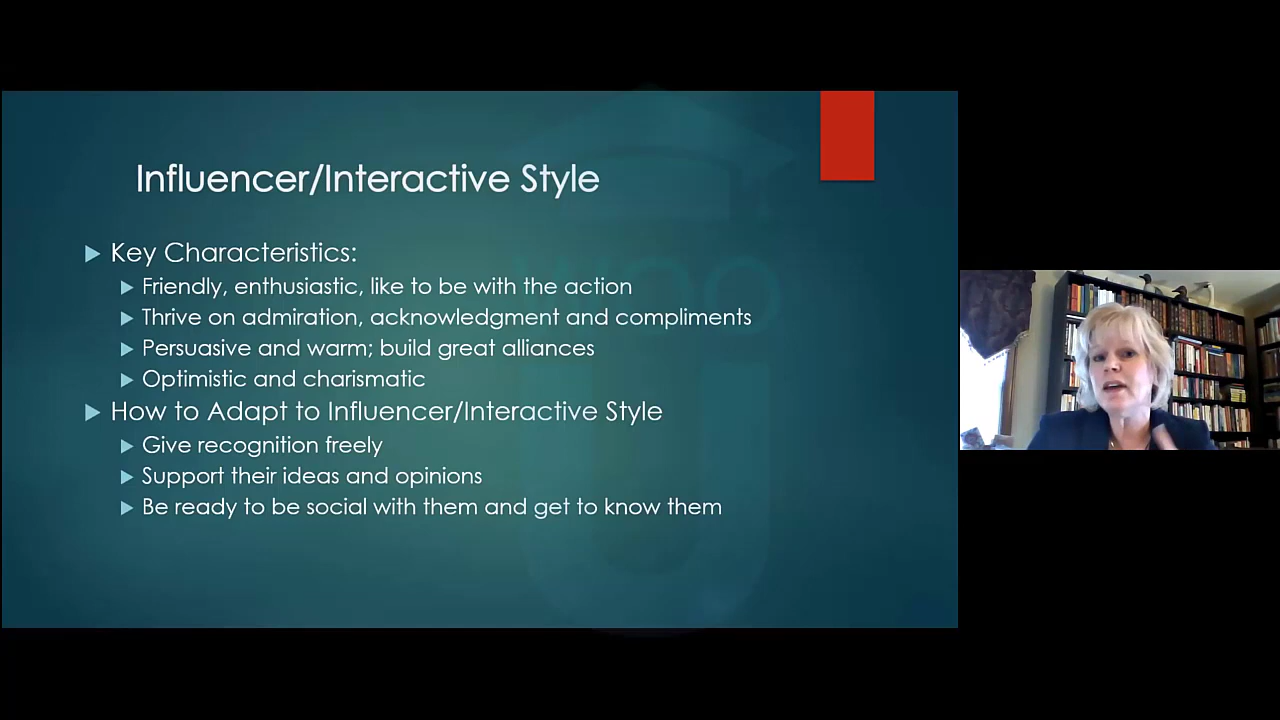 Influencer/Interactive Style
Key Characteristics:
Friendly, enthusiastic, like to be with the action
Thrive on admiration, acknowledgment and compliments
Persuasive and warm; build great alliances
Optimistic and charismatic
How to Adapt to Influencer/Interactive Style
Give recognition freely
Support their ideas and opinions
Be ready to be social with them and get to know them